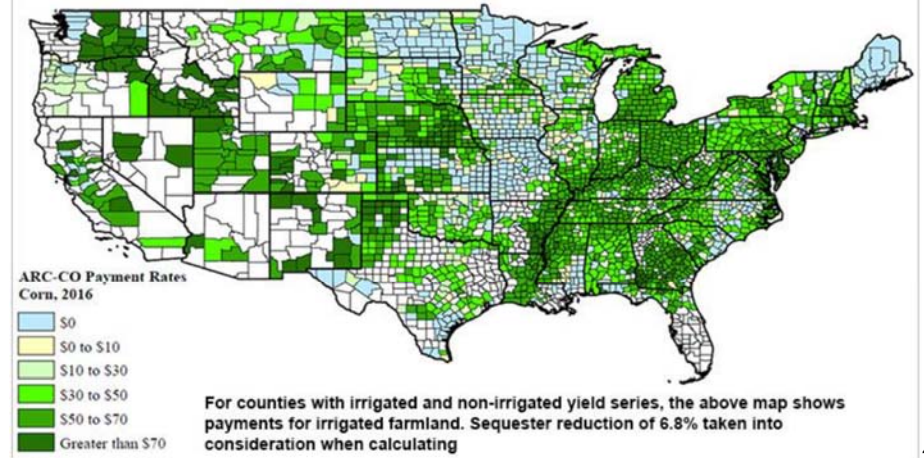 ARC-CO Payment Rates
Corn, 2016
$0
$0 to $10
$10 to $30
$30 to $50
$50 to $70
Greater than $70
For counties with irrigated and non-irrigated yield series, the above map shows
payments for irrigated farmland. Sequester reduction of 6.8% taken into
consideration when calculating